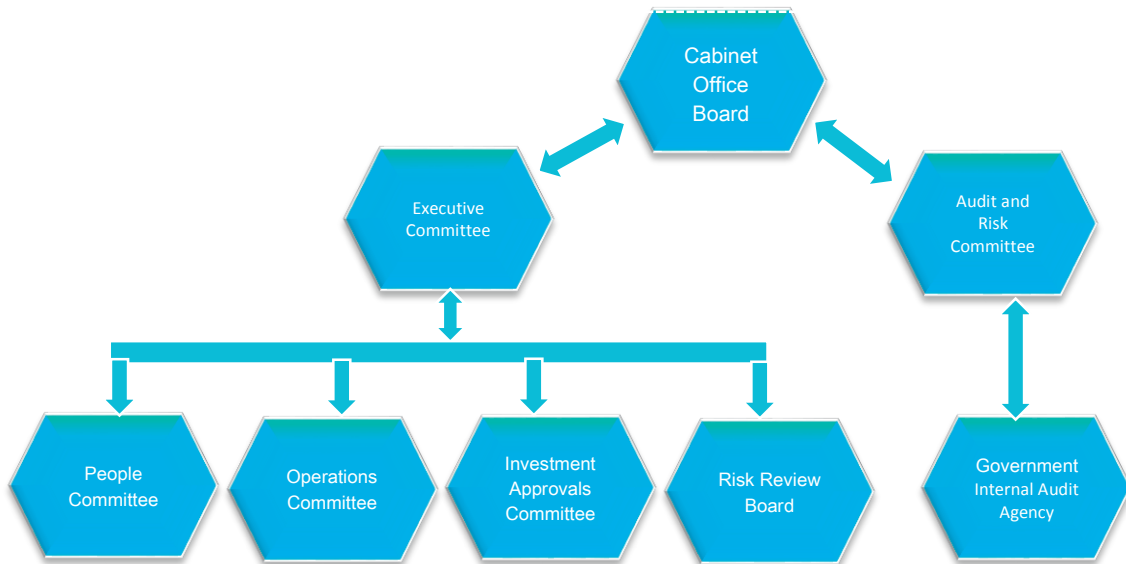 Cabinet
Office
Board
Executive
Committee
Audit and
Risk
Committee
People
Committee
Operations
Committee
Investment
Approvals
Committee
Risk Review
Board
Government
Internal Audit
Agency